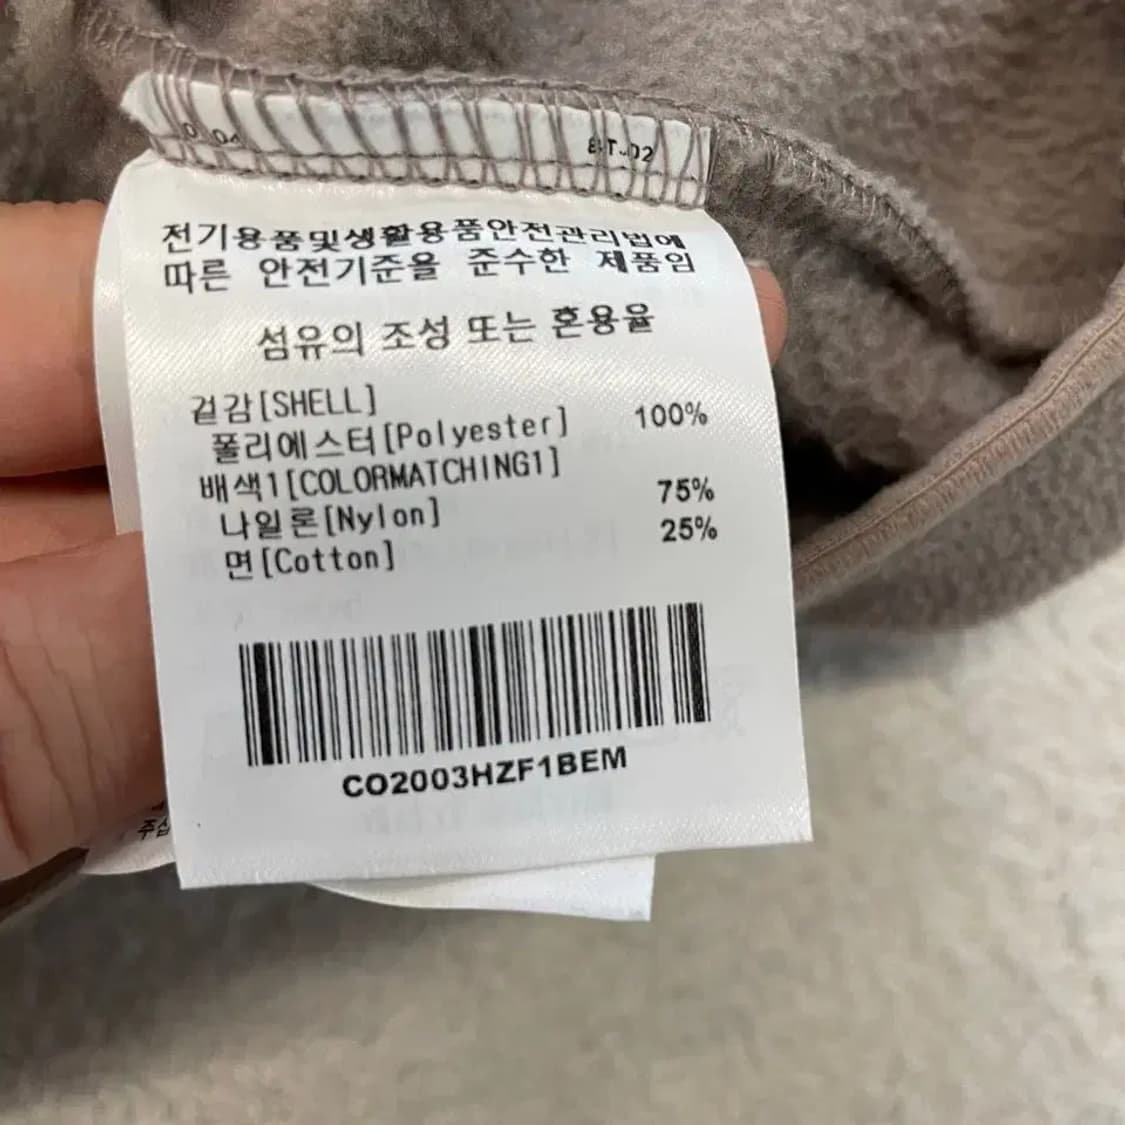 전기용품및생활용품안전관리법에
따른 안전기준을 준수한 제품임
섬유의 조성 또는 혼용율
겉감[SHELL]
폴리에스터[Polyester] 100%
배색1[COLORMATCHING1]
나일론[Nylon] 75%
면[Cotton] 25%
CO2003HZF1BEM